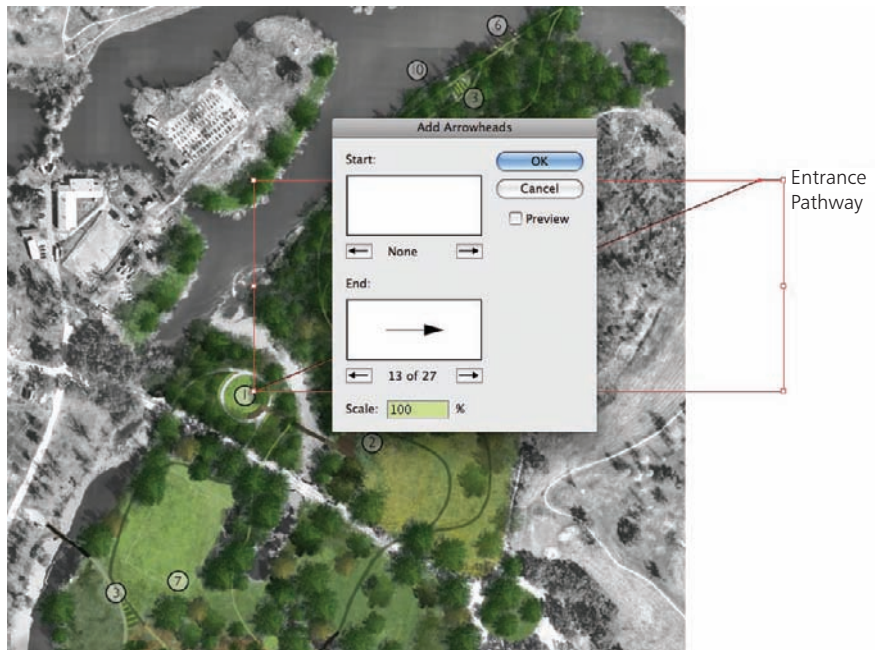 6
10
3
Add Arrowheads
Start:
OK
Cancel
Preview
None
End:
13 of 27
Scale: 100 %
Entrance
Pathway
1
2
7
3